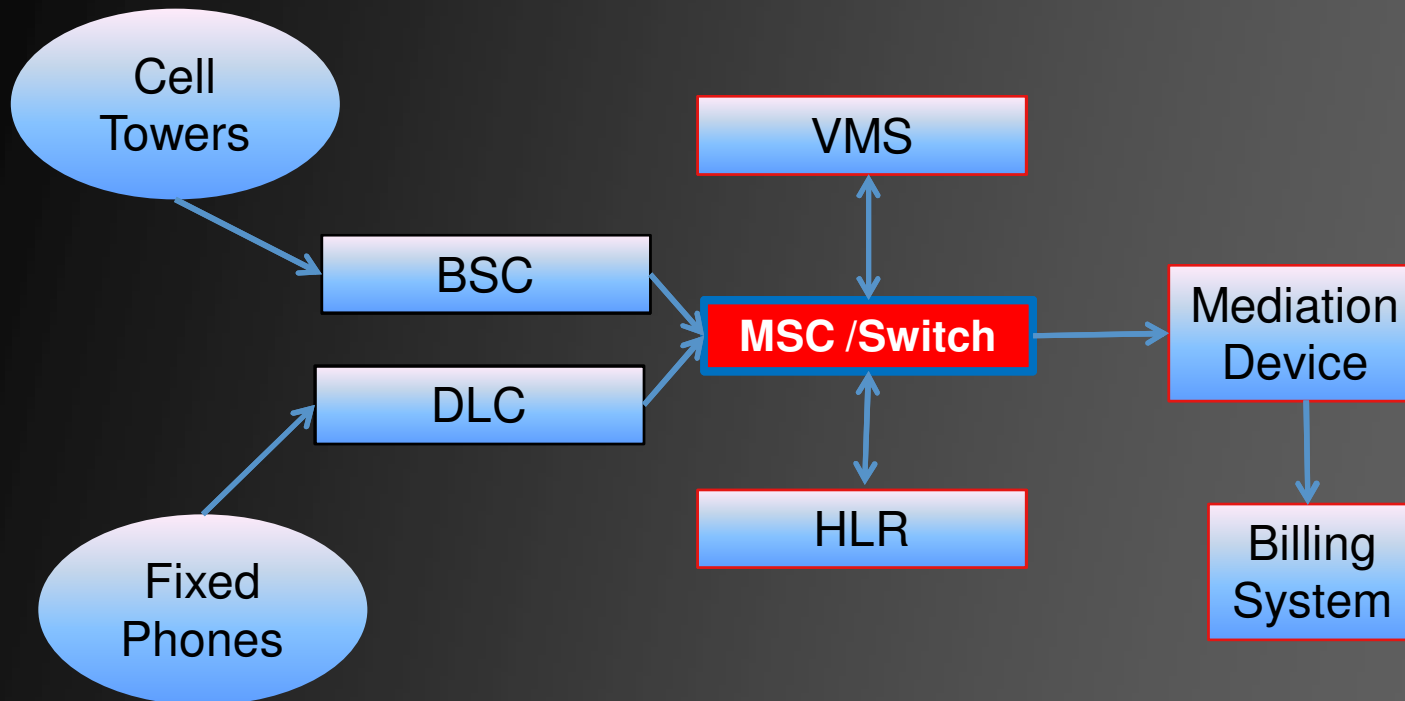 Cell
Towers
VMS
BSC
MSC /Switch
Mediation
Device
DLC
HLR
Billing
System
Fixed
Phones